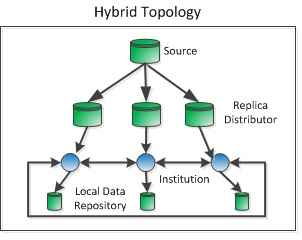 Hybrid Topology
Source
Replica
Distributor
Institution
Local Data
Repository